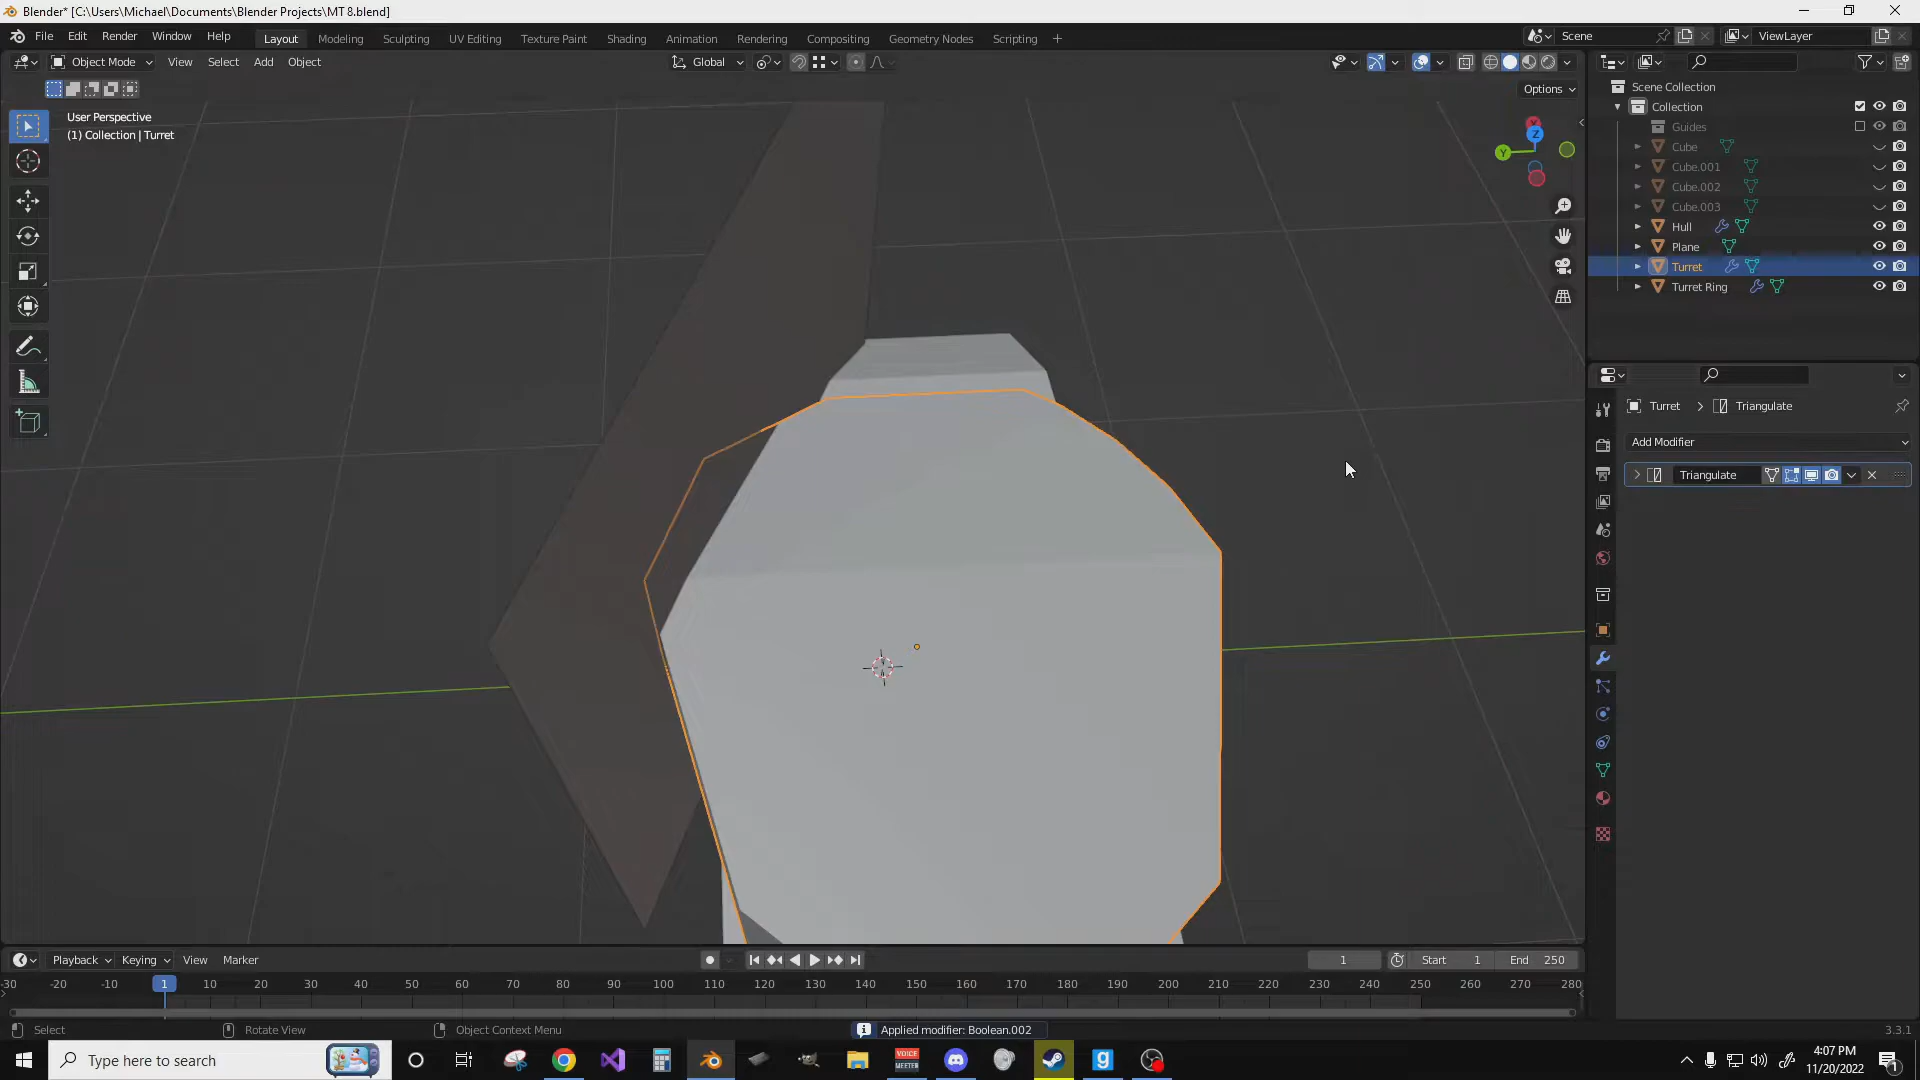 Blender* [C:\Users\Michael\Documents\Blender Projects\MT 8.blend]
File Edit Render Window Help Layout Modeling Sculpting UV Editing Texture Paint Shading Animation Rendering Compositing Geometry Nodes Scripting + Scene ViewLayer
Object Mode View Select Add Object Global
Options
User Perspective
(1) Collection | Turret
X
Y
Z
Scene Collection
Collection
Guides
Cube
Cube.001
Cube.002
Cube.003
Hull
Plane
Turret
Turret Ring
Turret > Triangulate
Add Modifier
Triangulate
Playback Keying View Marker 1 Start 1 End 250
-30 -20 -10 1 10 20 30 40 50 60 70 80 90 100 110 120 130 140 150 160 170 180 190 200 210 220 230 240 250 260 270 280
Select Rotate View Object Context Menu Applied modifier: Boolean.002 3.3.1
Type here to search
VOICE MEETER
4:07 PM
11/20/2022
1